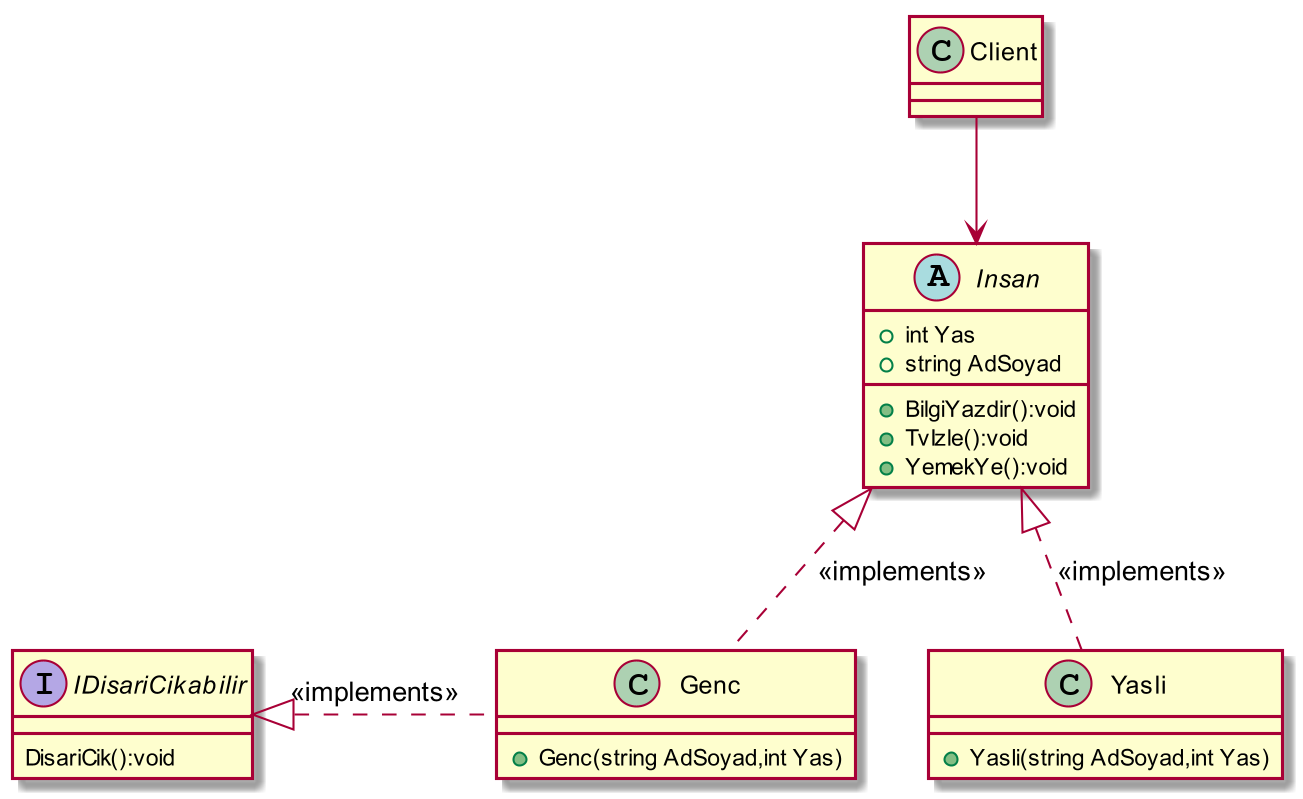 C Client
A Insan
int Yas
string AdSoyad
BilgiYazdir():void
TvIzle():void
YemekYe():void
«implements»
«implements»
I IDisariCikabilir
DisariCik():void
«implements»
C Genc
Genc(string AdSoyad,int Yas)
C Yasli
Yasli(string AdSoyad,int Yas)